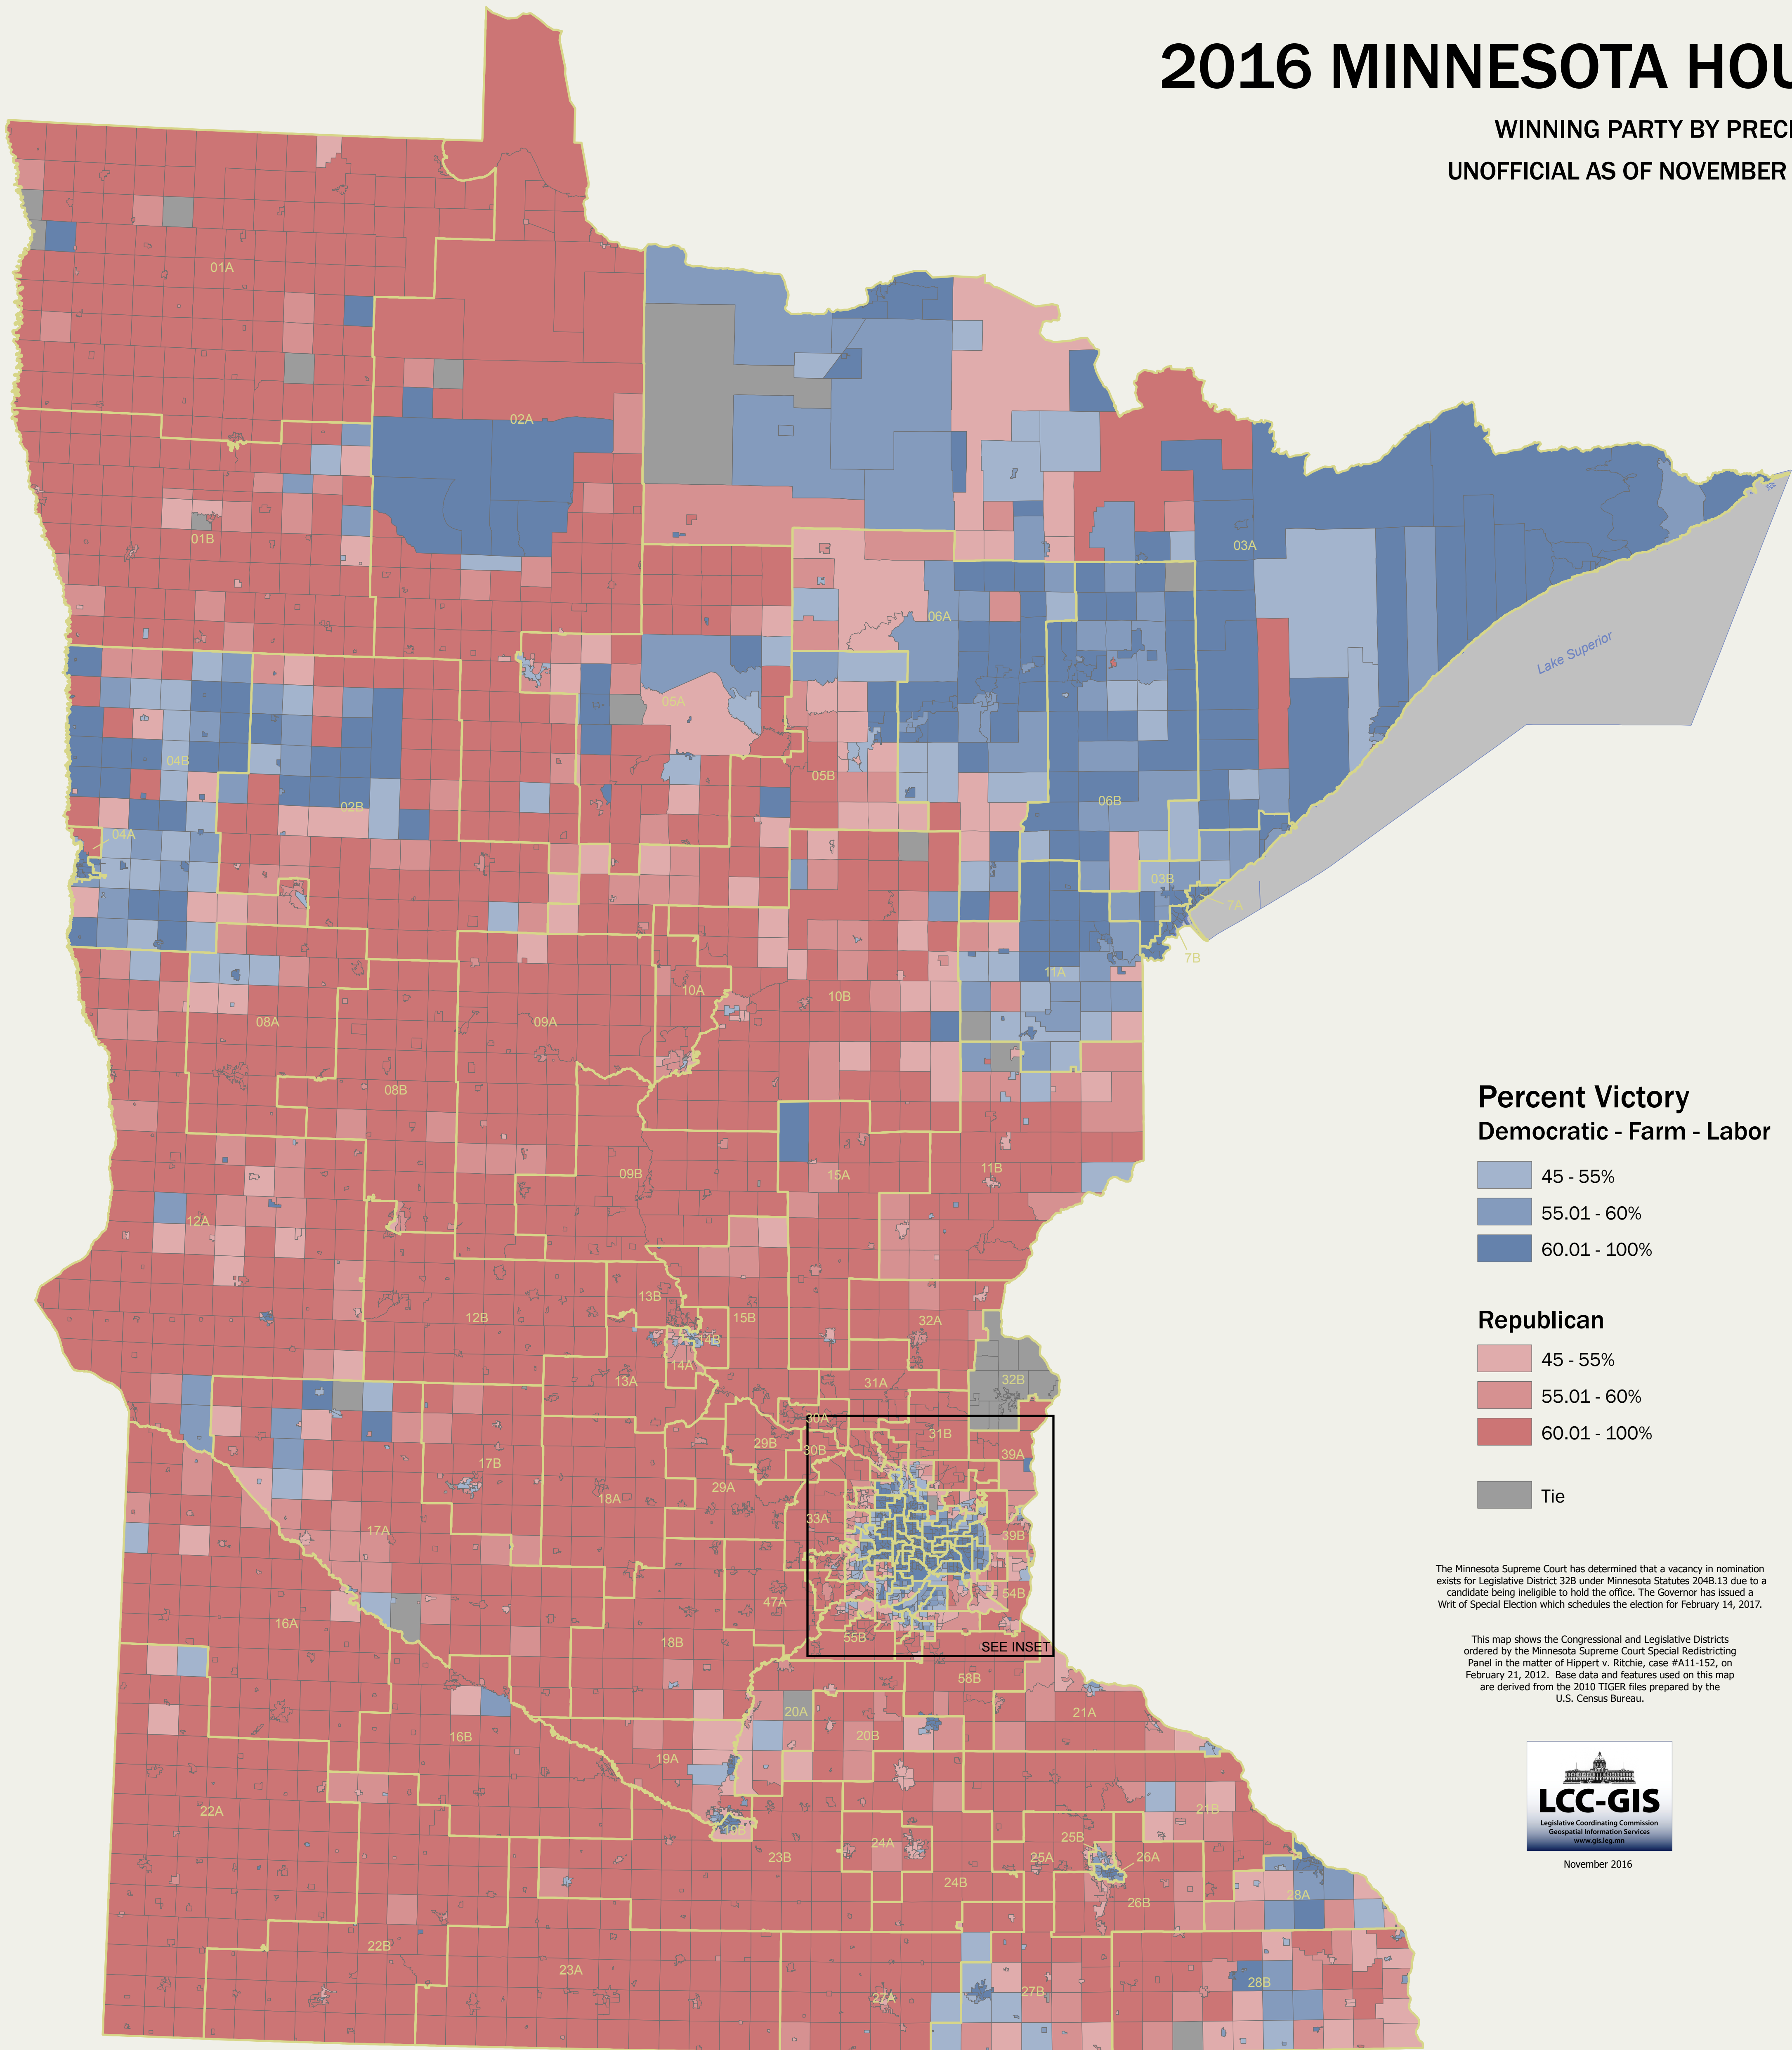 2016 MINNESOTA HOU
WINNING PARTY BY PRECI
UNOFFICIAL AS OF NOVEMBER
01A
02A
01B
03A
06A
Lake Superior
05A
04B
05B
02B
06B
04A
03B
7A
7B
11A
10A
10B
08A
09A
08B
Percent Victory
Democratic - Farm - Labor
45 - 55%
55.01 - 60%
60.01 - 100%
Republican
45 - 55%
55.01 - 60%
60.01 - 100%
Tie
09B
15A
11B
12A
13B
12B
15B
32A
14B
14A
13A
31A
32B
30A
29B
30B
31B
39A
17B
29A
18A
33A
17A
39B
16A
47A
54B
18B
55B
SEE INSET
58B
20A
21A
16B
20B
19A
22A
21B
19B
23B
24A
25B
25A
26A
24B
26B
28A
22B
23A
27A
27B
28B
The Minnesota Supreme Court has determined that a vacancy in nomination
exists for Legislative District 32B under Minnesota Statutes 204B.13 due to a
candidate being ineligible to hold the office. The Governor has issued a
Writ of Special Election which schedules the election for February 14, 2017.
This map shows the Congressional and Legislative Districts
ordered by the Minnesota Supreme Court Special Redistricting
Panel in the matter of Hippert v. Ritchie, case #A11-152, on
February 21, 2012. Base data and features used on this map
are derived from the 2010 TIGER files prepared by the
U.S. Census Bureau.
LCC-GIS
Legislative Coordinating Commission
Geospatial Information Services
www.gis.leg.mn
November 2016